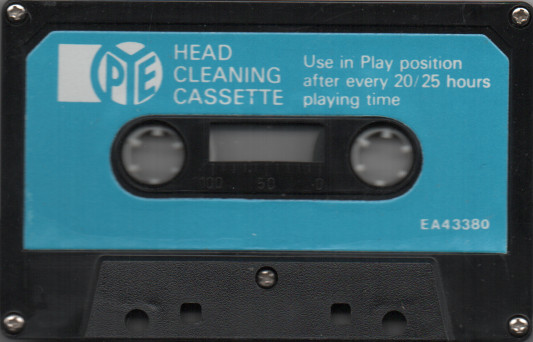 PYE
HEAD
CLEANING
CASSETTE
Use in Play position
after every 20/25 hours
playing time
100 50 0
EA43380